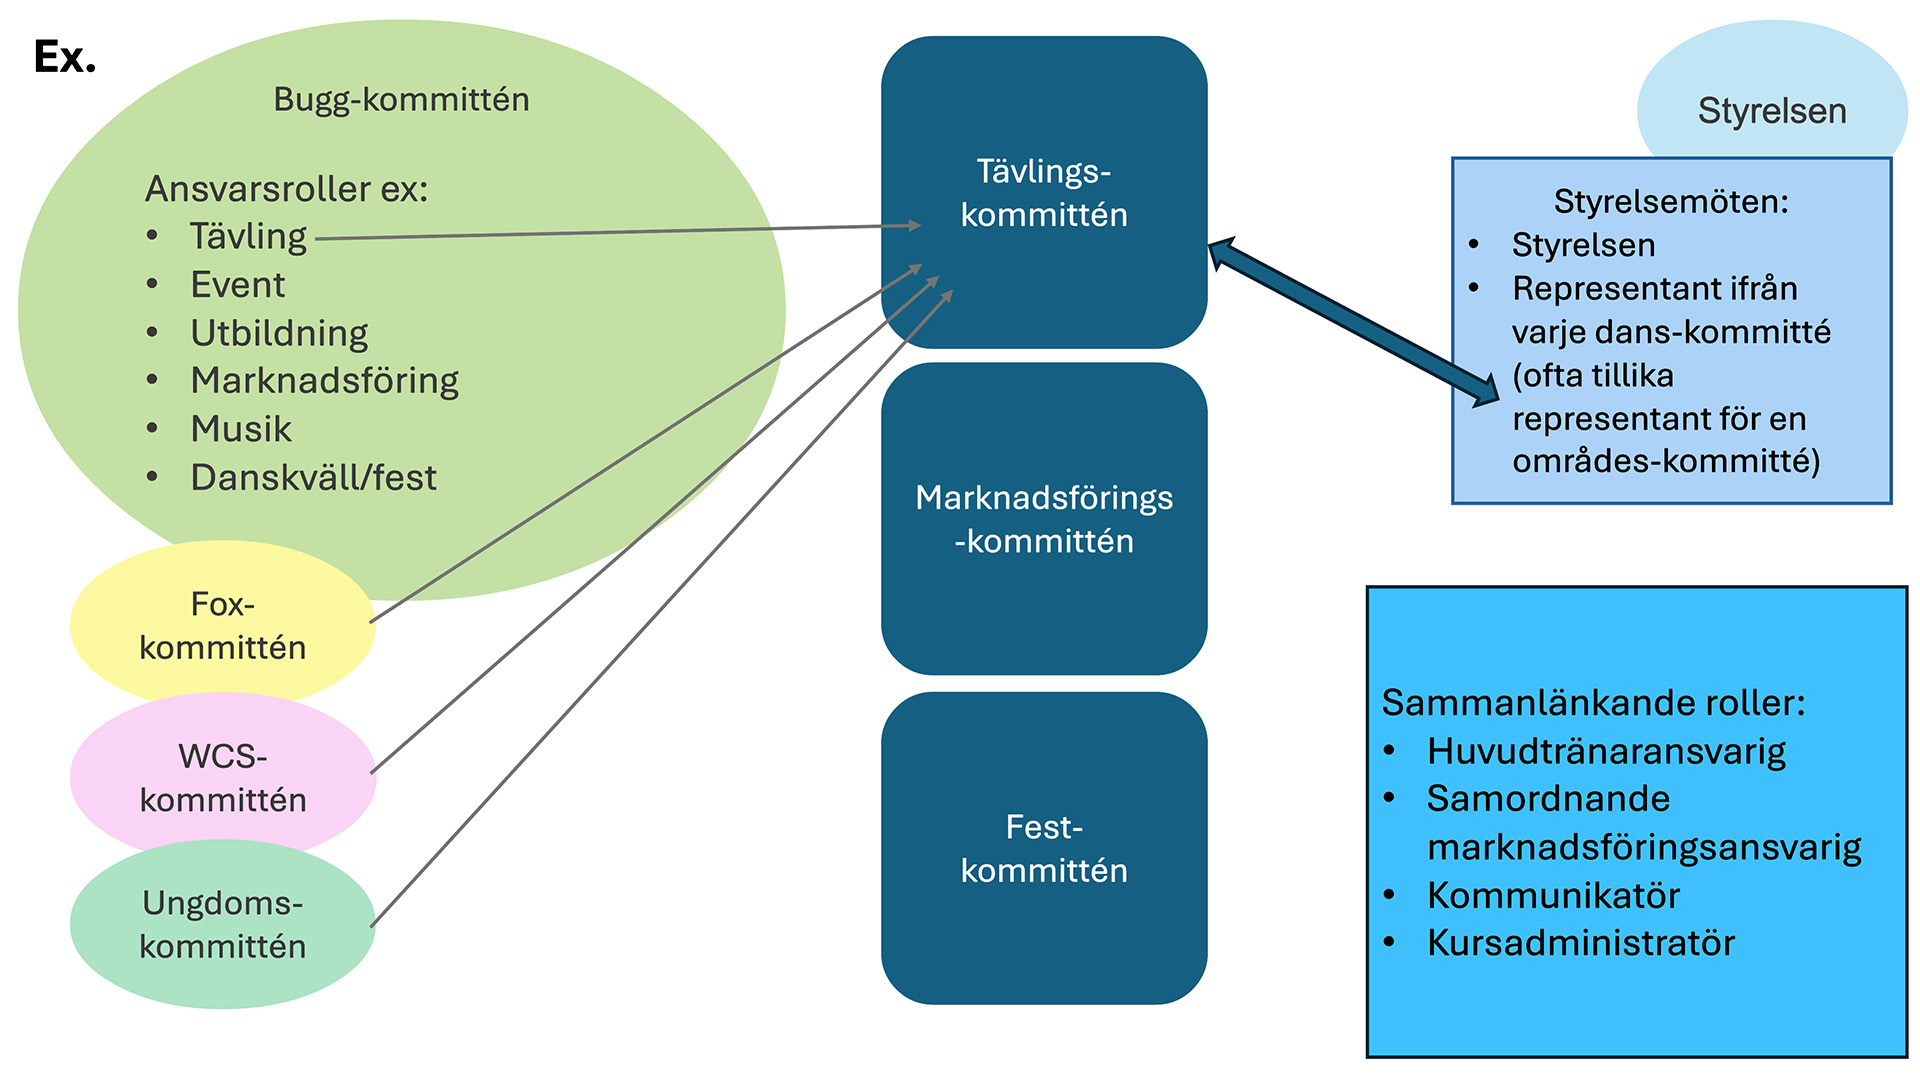 Ex.
Bugg-kommittén
Ansvarsroller ex:
• Tävling
• Event
• Utbildning
• Marknadsföring
• Musik
• Danskväll/fest
Fox-
kommittén
WCS-
kommittén
Ungdoms-
kommittén
Tävlings-
kommittén
Marknadsförings
-kommittén
Fest-
kommittén
Styrelsen
Styrelsemöten:
• Styrelsen
• Representant ifrån
varje dans-kommitté
(ofta tillika
representant för en
områdes-kommitté)
Sammanlänkande roller:
• Huvudtränaransvarig
• Samordnande
marknadsföringsansvarig
• Kommunikatör
• Kursadministratör